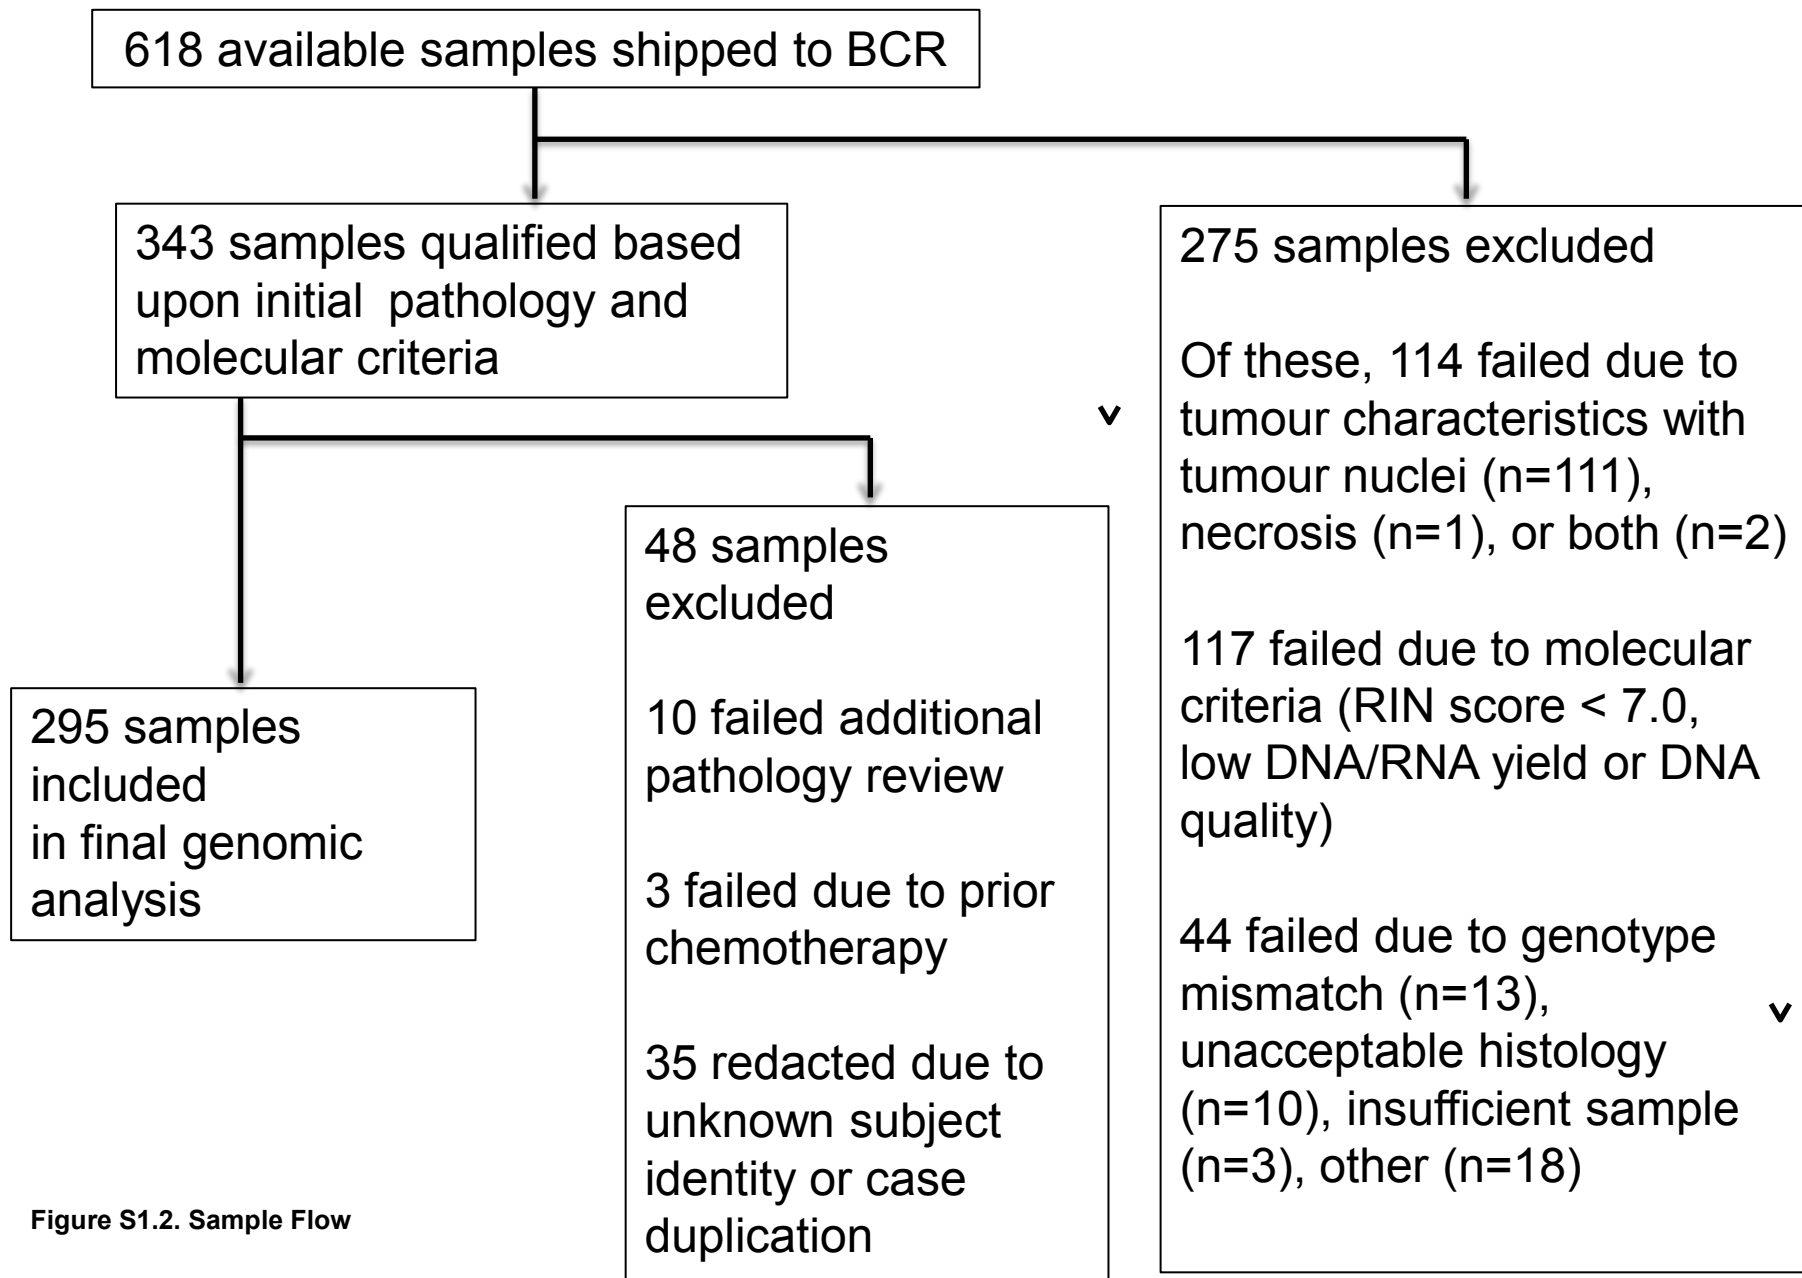 618 available samples shipped to BCR
343 samples qualified based
upon initial  pathology and
molecular criteria
275 samples excluded
Of these, 114 failed due to
tumour characteristics with
tumour nuclei (n=111),
necrosis (n=1), or both (n=2)
117 failed due to molecular
criteria (RIN score < 7.0,
low DNA/RNA yield or DNA
quality)
44 failed due to genotype
mismatch (n=13),
unacceptable histology
(n=10), insufficient sample
(n=3), other (n=18)
48 samples
excluded
10 failed additional
pathology review
3 failed due to prior
chemotherapy
35 redacted due to
unknown subject
identity or case
duplication
295 samples
included
in final genomic
analysis
Figure S1.2. Sample Flow